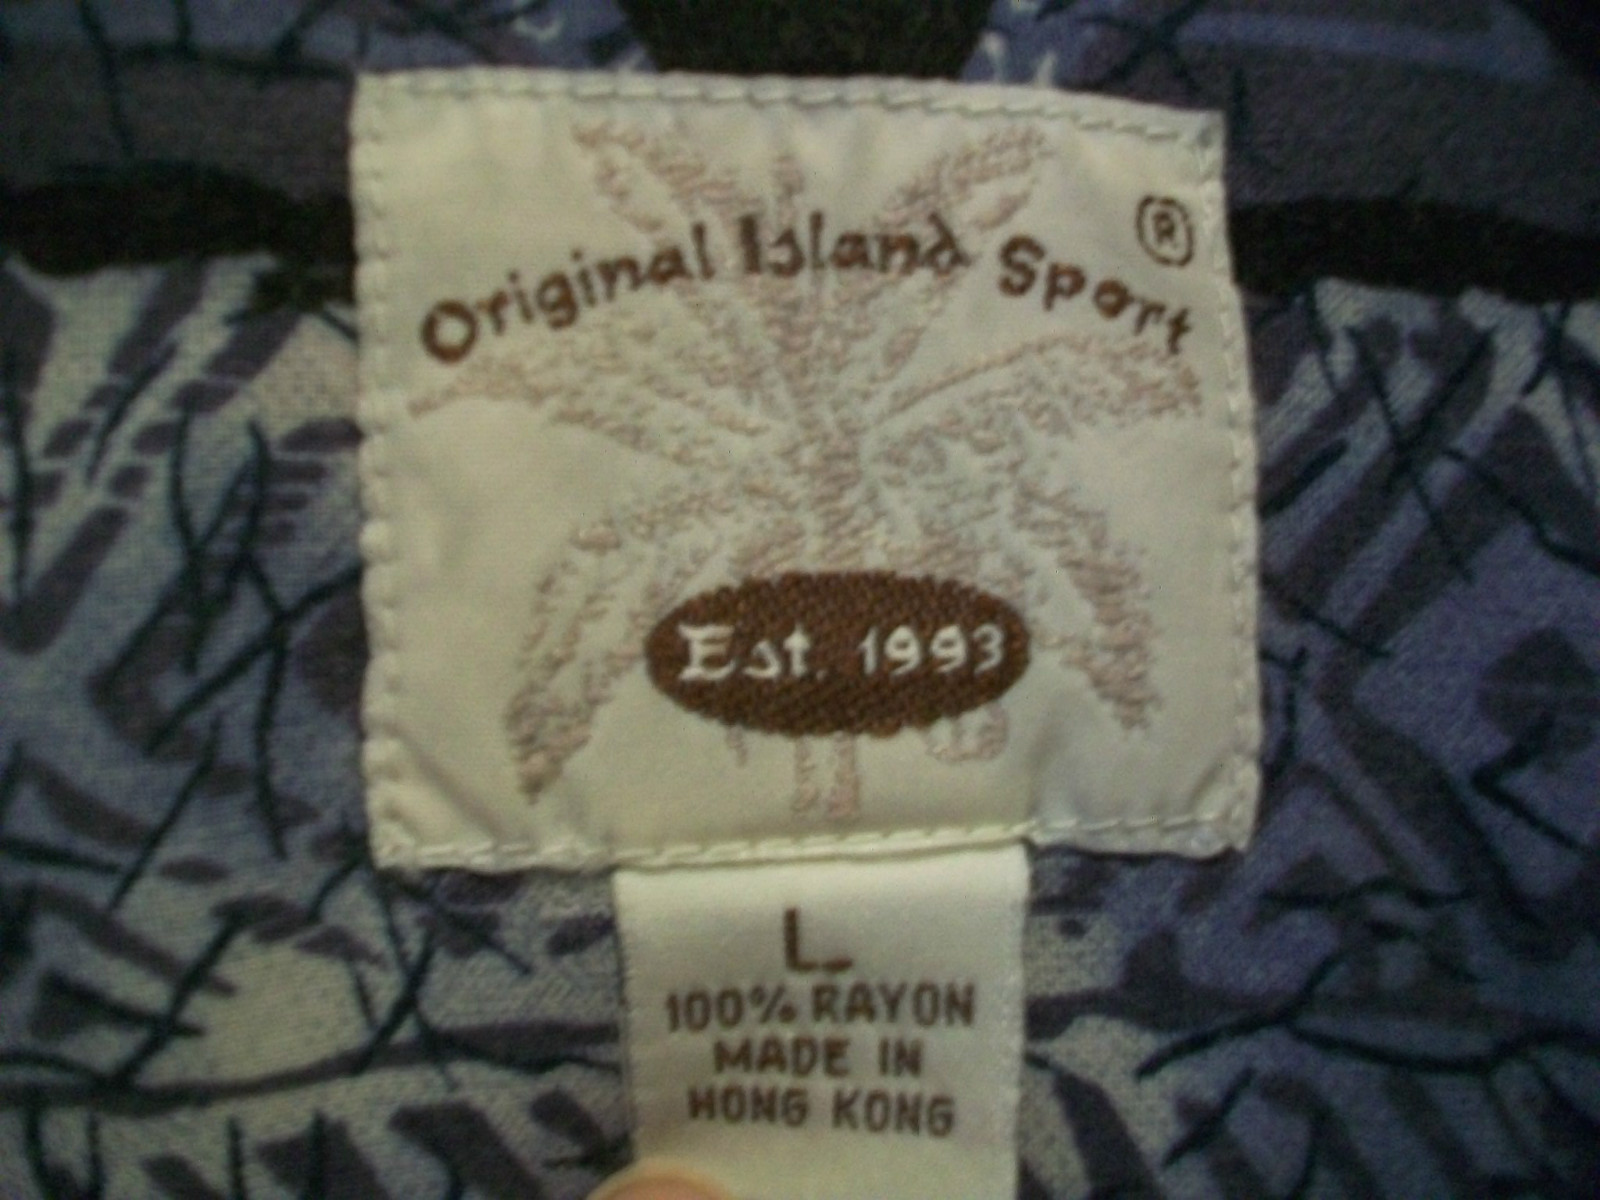 Original Island Sport ®
Est. 1993
L
100% RAYON
MADE IN
HONG KONG